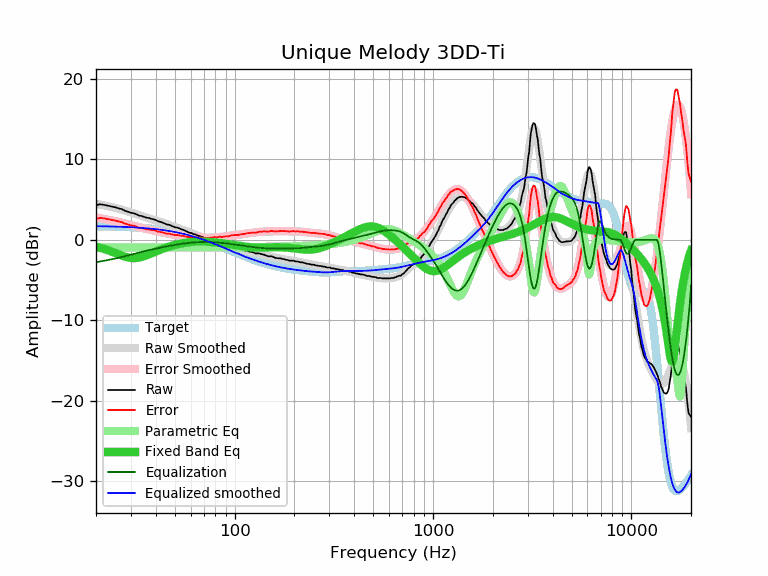 Unique Melody 3DD-Ti
20
10
0
−10
−20
−30
Amplitude (dBr)
Target
Raw Smoothed
Error Smoothed
Raw
Error
Parametric Eq
Fixed Band Eq
Equalization
Equalized smoothed
100 1000 10000
Frequency (Hz)